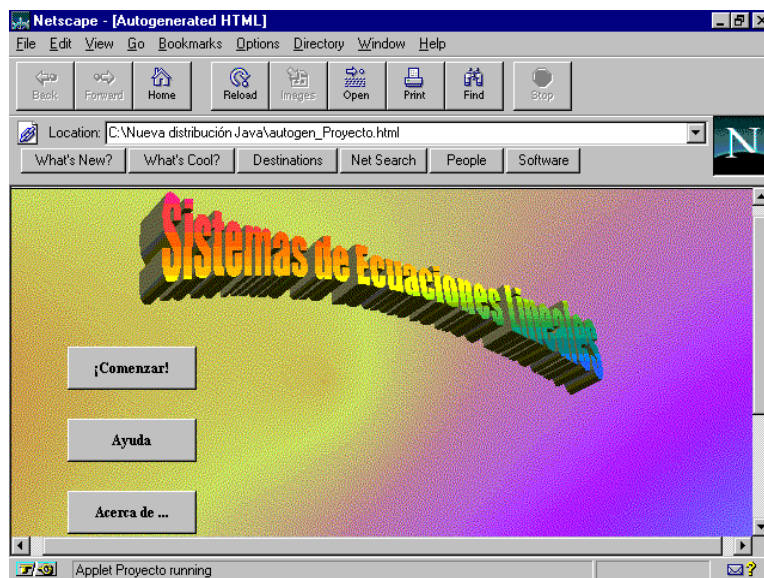 Netscape - [Autogenerated HTML]
File Edit View Go Bookmarks Options Directory Window Help
Back Forward Home Reload Images Open Print Find Stop
Location: C:\Nueva distribución Java\autogen_Proyecto.html
N
What's New? What's Cool? Destinations Net Search People Software
Sistemas de Ecuaciones Lineales
¡Comenzar!
Ayuda
Acerca de ...
Applet Proyecto running